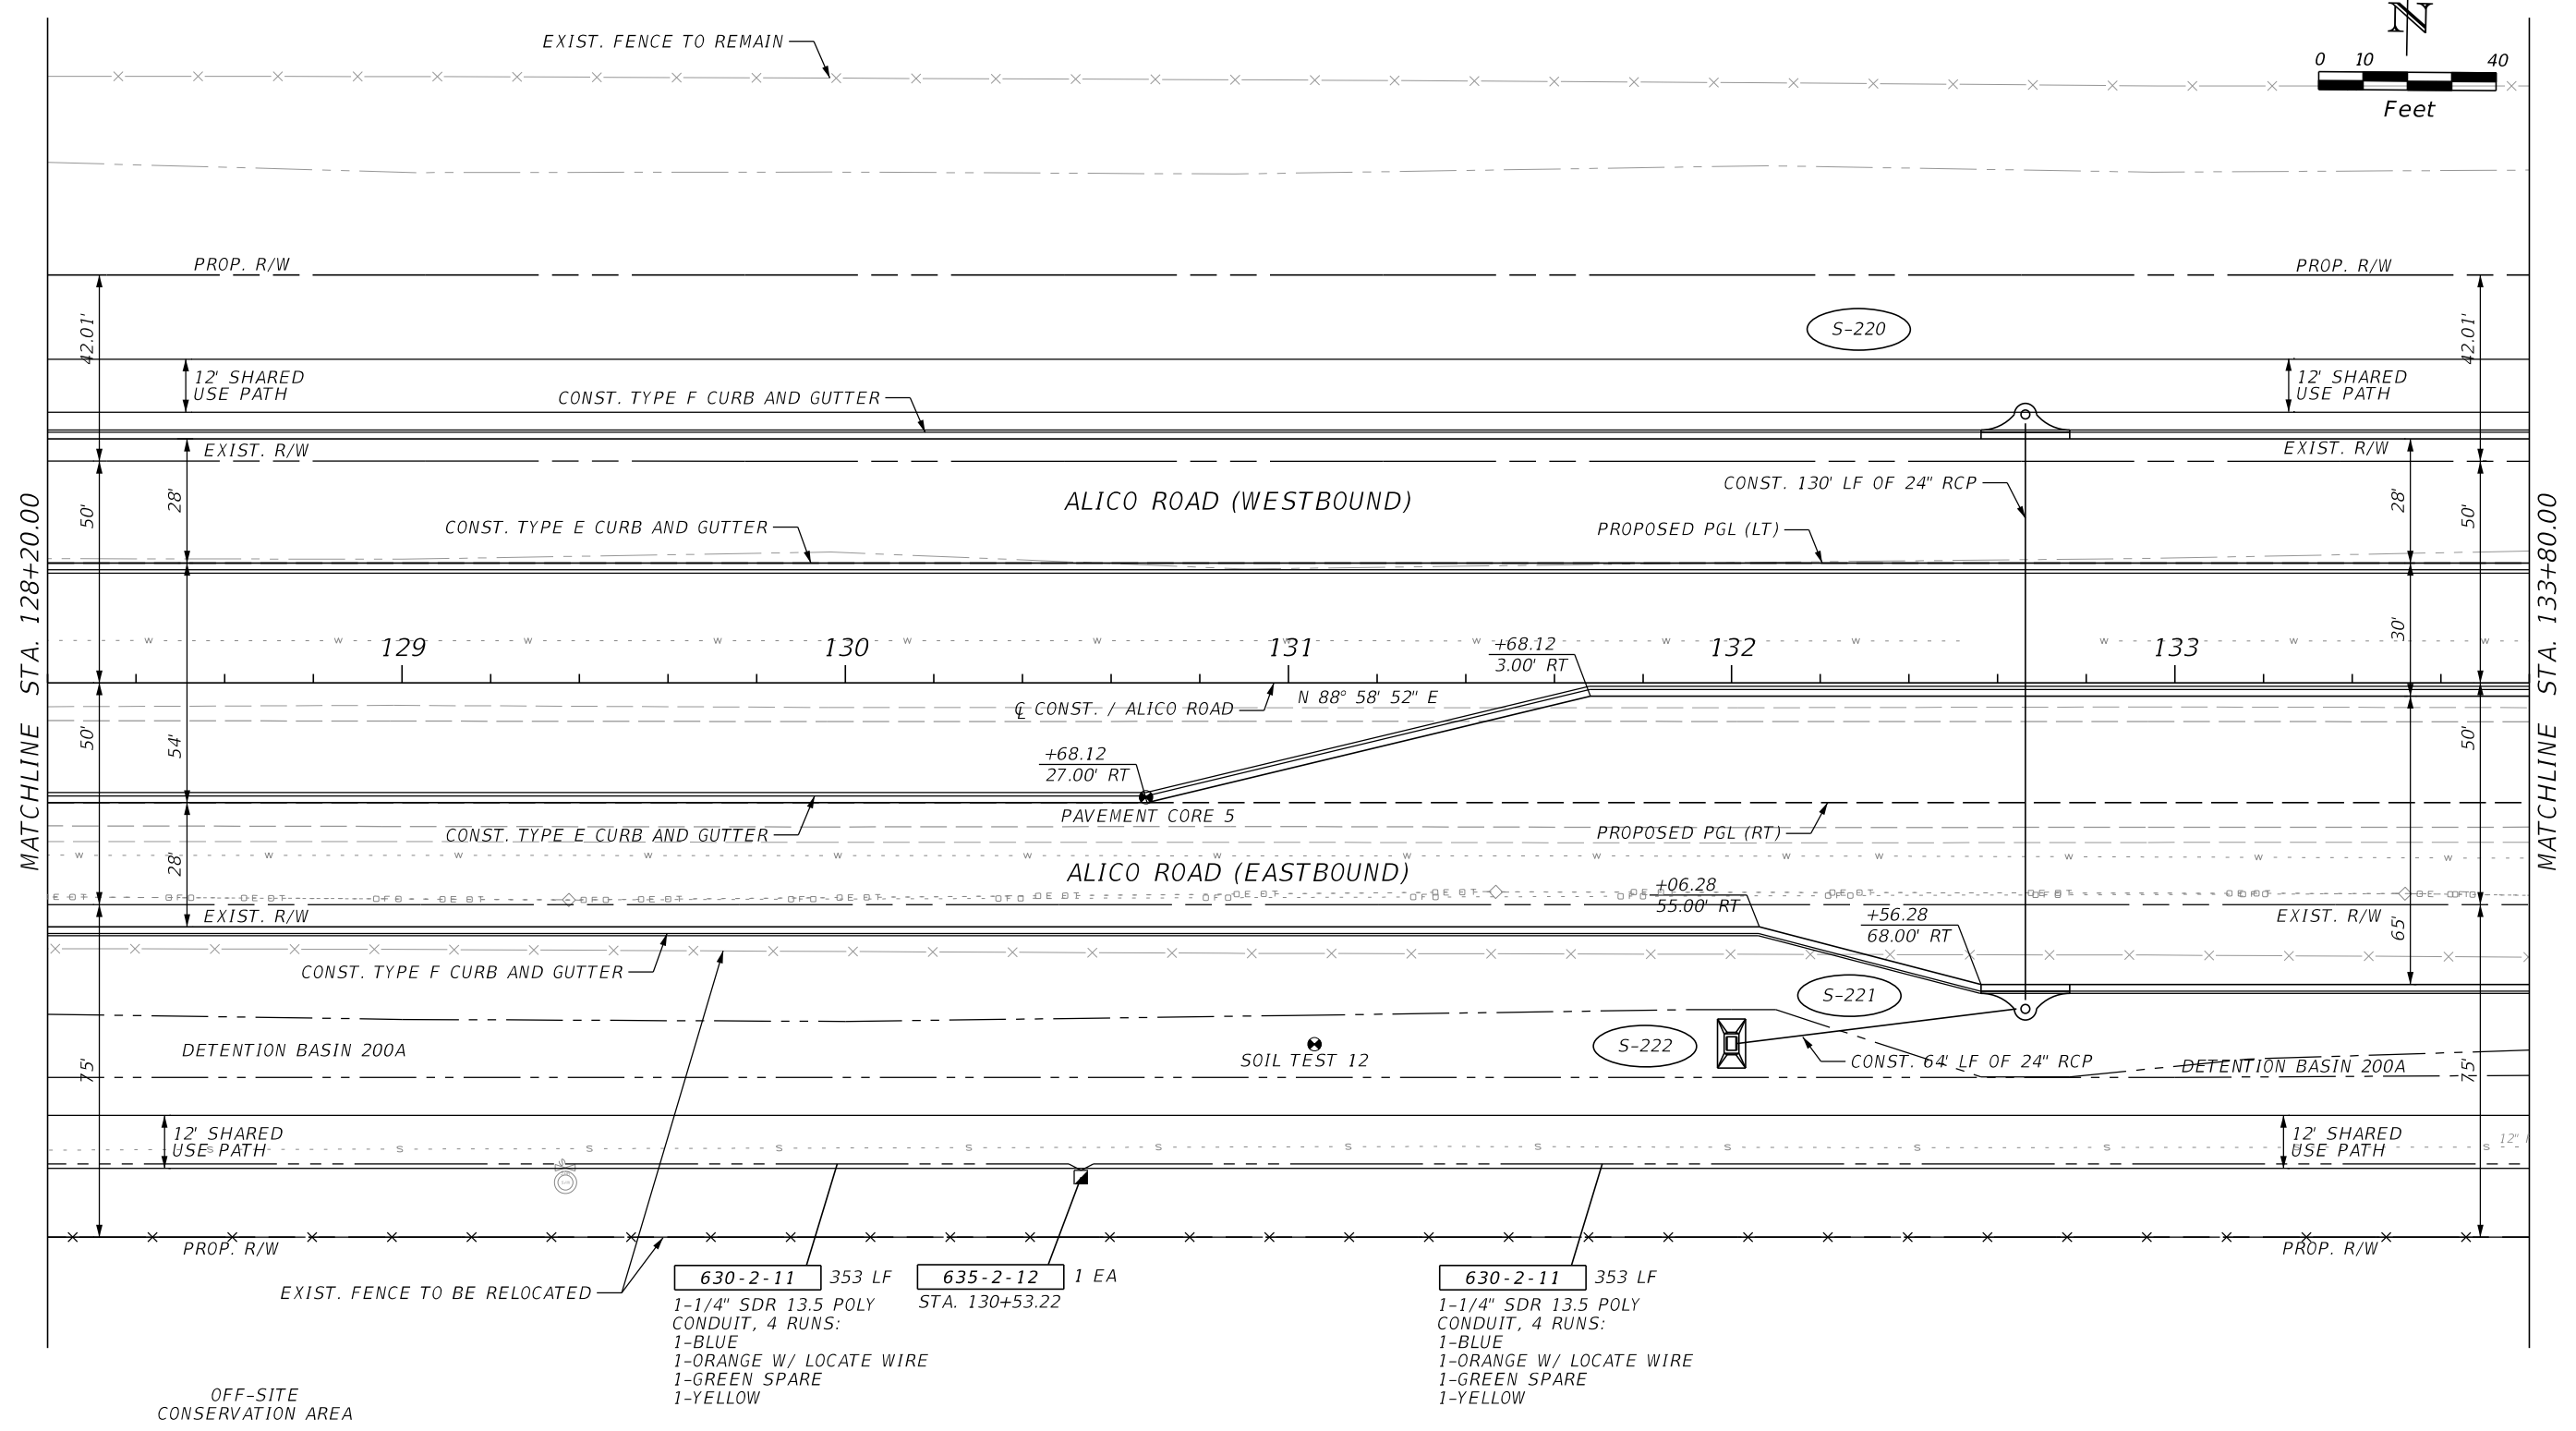 N
EXIST. FENCE TO REMAIN
0 10 40
Feet
PROP. R/W
PROP. R/W
42.01'
42.01'
S-220
12' SHARED
USE PATH
12' SHARED
USE PATH
CONST. TYPE F CURB AND GUTTER
EXIST. R/W
EXIST. R/W
CONST. 130' LF OF 24" RCP
ALICO ROAD (WESTBOUND)
50'
28'
28'
50'
CONST. TYPE E CURB AND GUTTER
PROPOSED PGL (LT)
MATCHLINE STA. 128+20.00
MATCHLINE STA. 133+80.00
30'
129
130
131
132
133
+68.12
3.00' RT
N 88° 58' 52" E
℄ CONST. / ALICO ROAD
50'
54'
50'
+68.12
27.00' RT
PAVEMENT CORE 5
CONST. TYPE E CURB AND GUTTER
PROPOSED PGL (RT)
28'
ALICO ROAD (EASTBOUND)
+06.28
55.00' RT
+56.28
68.00' RT
EXIST. R/W
EXIST. R/W
65'
CONST. TYPE F CURB AND GUTTER
S-221
S-222
DETENTION BASIN 200A
SOIL TEST 12
CONST. 64' LF OF 24" RCP
DETENTION BASIN 200A
75'
75'
12' SHARED
USE PATH
12' SHARED
USE PATH
12"
PROP. R/W
PROP. R/W
EXIST. FENCE TO BE RELOCATED
630-2-11 353 LF
1-1/4" SDR 13.5 POLY
CONDUIT, 4 RUNS:
1-BLUE
1-ORANGE W/ LOCATE WIRE
1-GREEN SPARE
1-YELLOW
635-2-12 1 EA
STA. 130+53.22
630-2-11 353 LF
1-1/4" SDR 13.5 POLY
CONDUIT, 4 RUNS:
1-BLUE
1-ORANGE W/ LOCATE WIRE
1-GREEN SPARE
1-YELLOW
OFF-SITE
CONSERVATION AREA